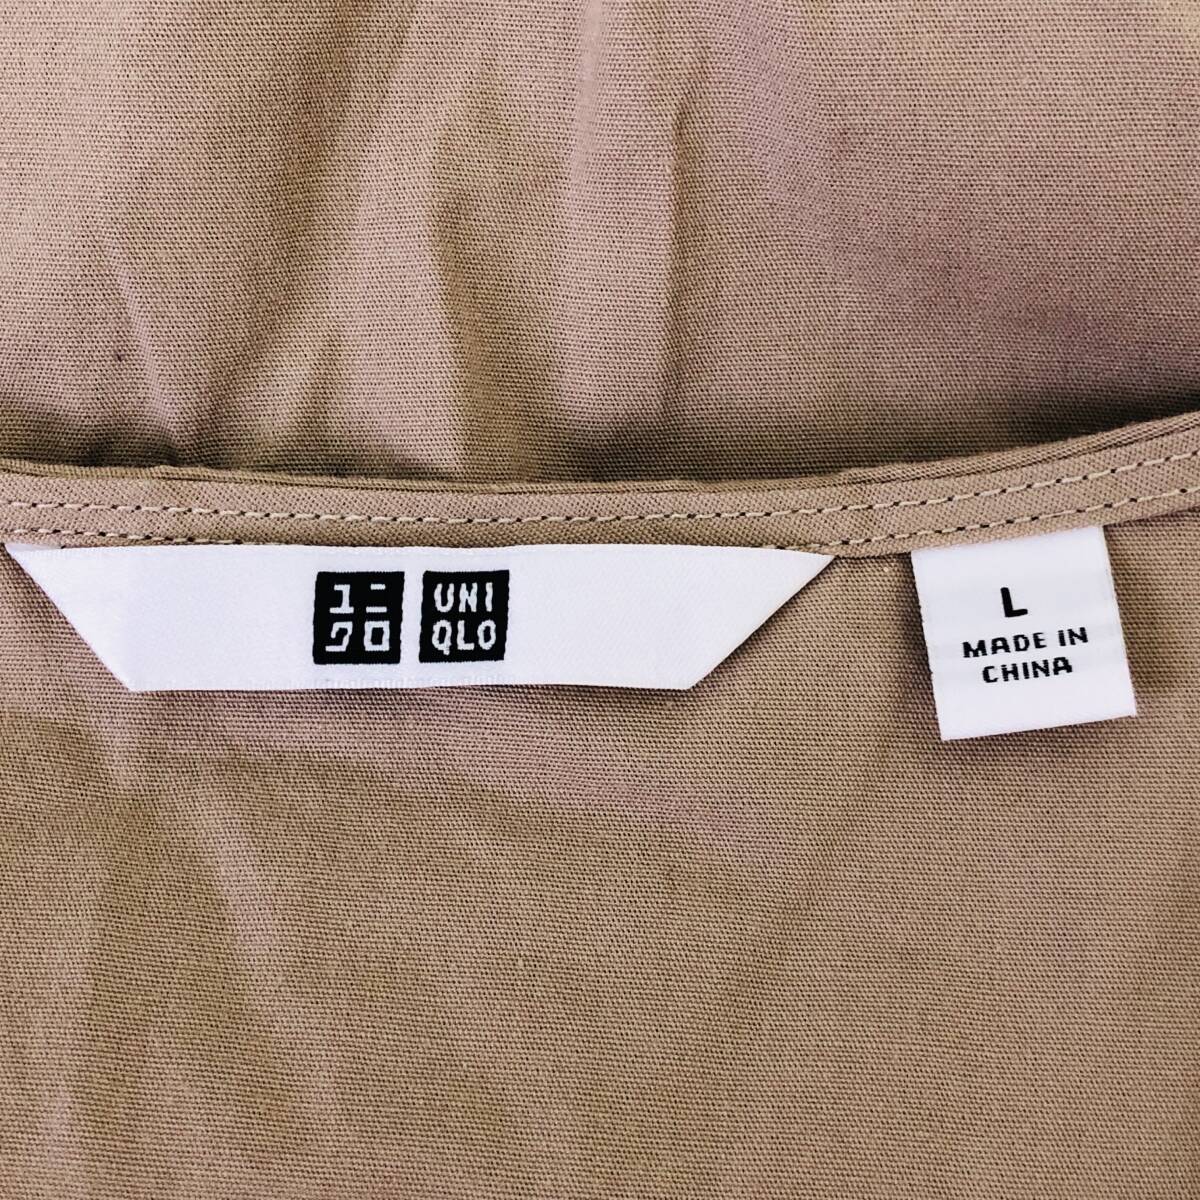 ユニ
クロ
UNI
QLO
L
MADE IN
CHINA